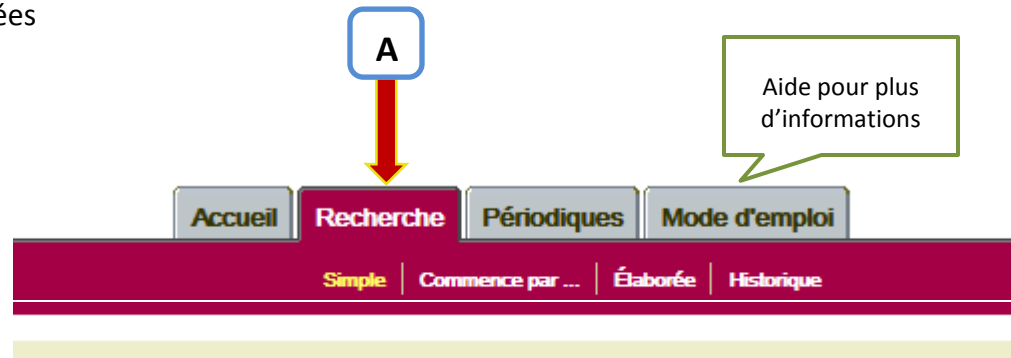 ées
A
Aide pour plus
d’informations
Accueil Recherche Périodiques Mode d'emploi
Simple Commence par ... Élaborée Historique